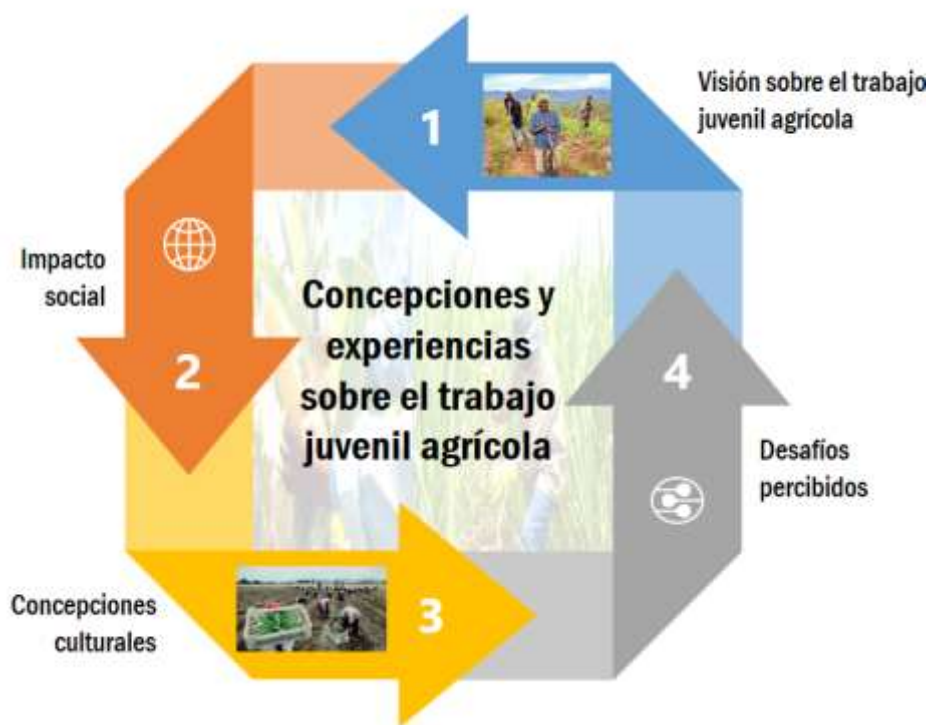 1
Visión sobre el trabajo
juvenil agrícola
Impacto
social
2
Concepciones y
experiencias
sobre el trabajo
juvenil agrícola
4
Desafíos
percibidos
Concepciones
culturales
3